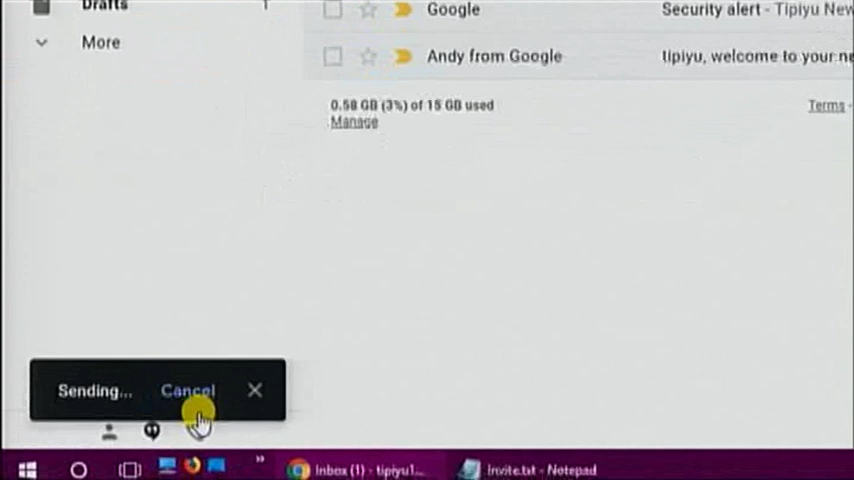 Drafts 1
Google Security alert - Tipiyu New
More
Andy from Google tipiyu, welcome to your ne
0.58 GB (3%) of 15 GB used Terms -
Manage
Sending... Cancel
Inbox (1) - tipiyu1... Invite.txt - Notepad